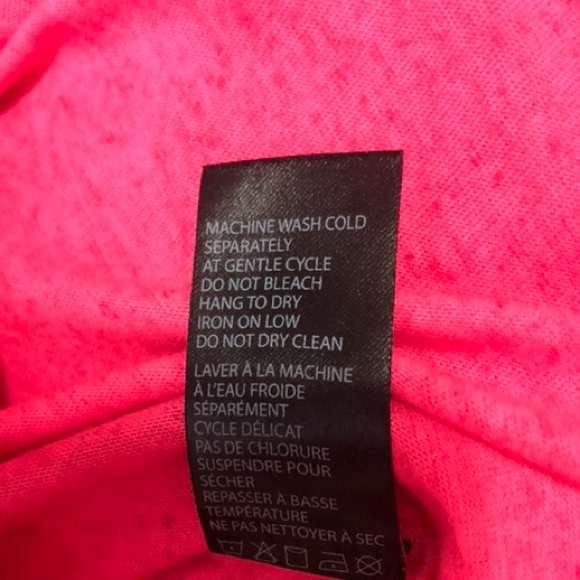 MACHINE WASH COLD
SEPARATELY
AT GENTLE CYCLE
DO NOT BLEACH
HANG TO DRY
IRON ON LOW
DO NOT DRY CLEAN
LAVER À LA MACHINE
À L'EAU FROIDE
SÉPARÉMENT
CYCLE DÉLICAT
PAS DE CHLORURE
SUSPENDRE POUR
SÉCHER
REPASSER À BASSE
TEMPÉRATURE
NE PAS NETTOYER À SEC